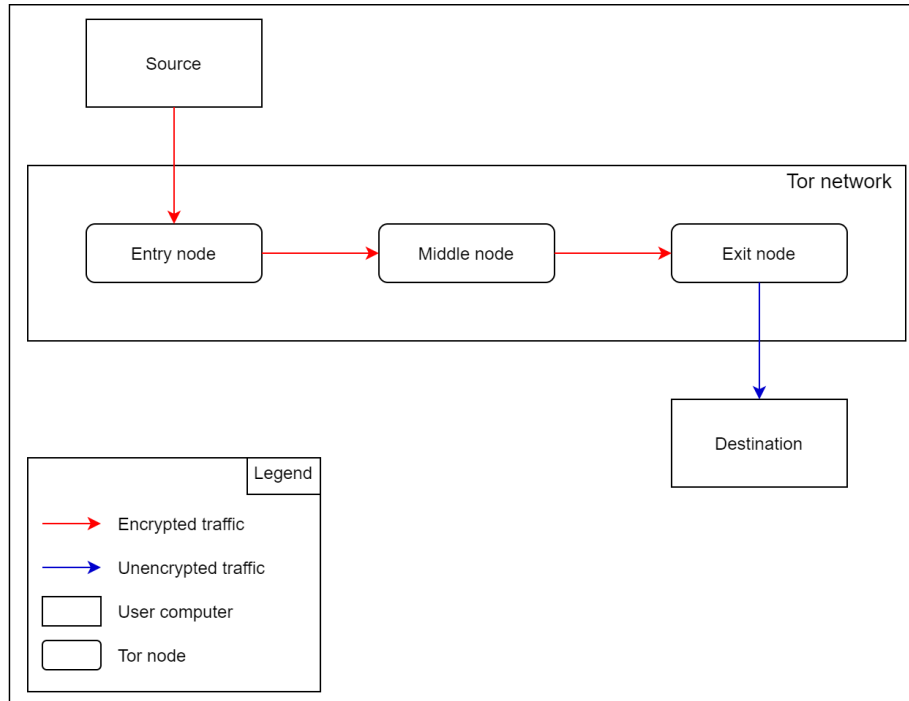 Source
Tor network
Entry node
Middle node
Exit node
Destination
Legend
Encrypted traffic
Unencrypted traffic
User computer
Tor node